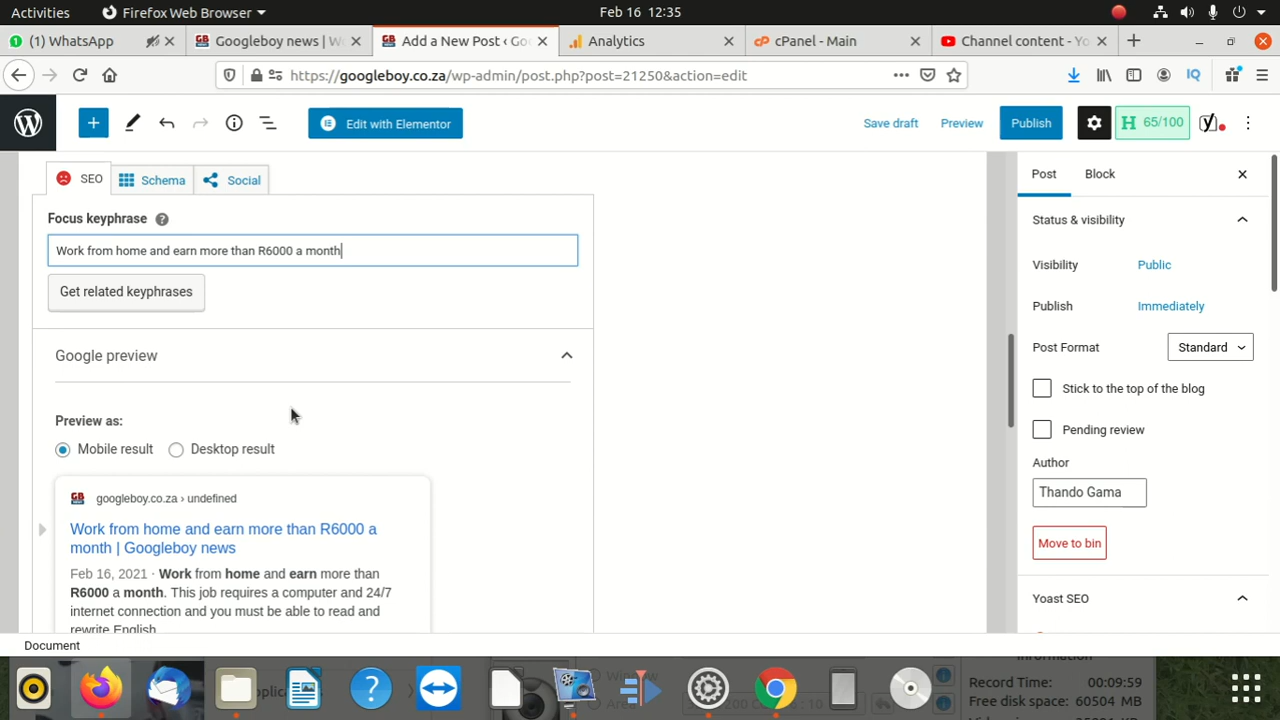 Activities
Firefox Web Browser
Feb 16 12:35
(1) WhatsApp
Googleboy news | W
Add a New Post ‹ Go
Analytics
cPanel - Main
Channel content - Yo
https://googleboy.co.za/wp-admin/post.php?post=21250&action=edit
IQ
Edit with Elementor
Save draft
Preview
Publish
H 65/100
SEO
Schema
Social
Post
Block
Focus keyphrase
Status & visibility
Work from home and earn more than R6000 a month
Visibility
Public
Get related keyphrases
Publish
Immediately
Google preview
Post Format
Standard
Stick to the top of the blog
Preview as:
Pending review
Mobile result
Desktop result
Author
Thando Gama
googleboy.co.za › undefined
Work from home and earn more than R6000 a
month | Googleboy news
Move to bin
Feb 16, 2021 · Work from home and earn more than
R6000 a month. This job requires a computer and 24/7
internet connection and you must be able to read and
rewrite English
Yoast SEO
Document
Information
Record Time: 00:09:59
Free disk space: 60504 MB